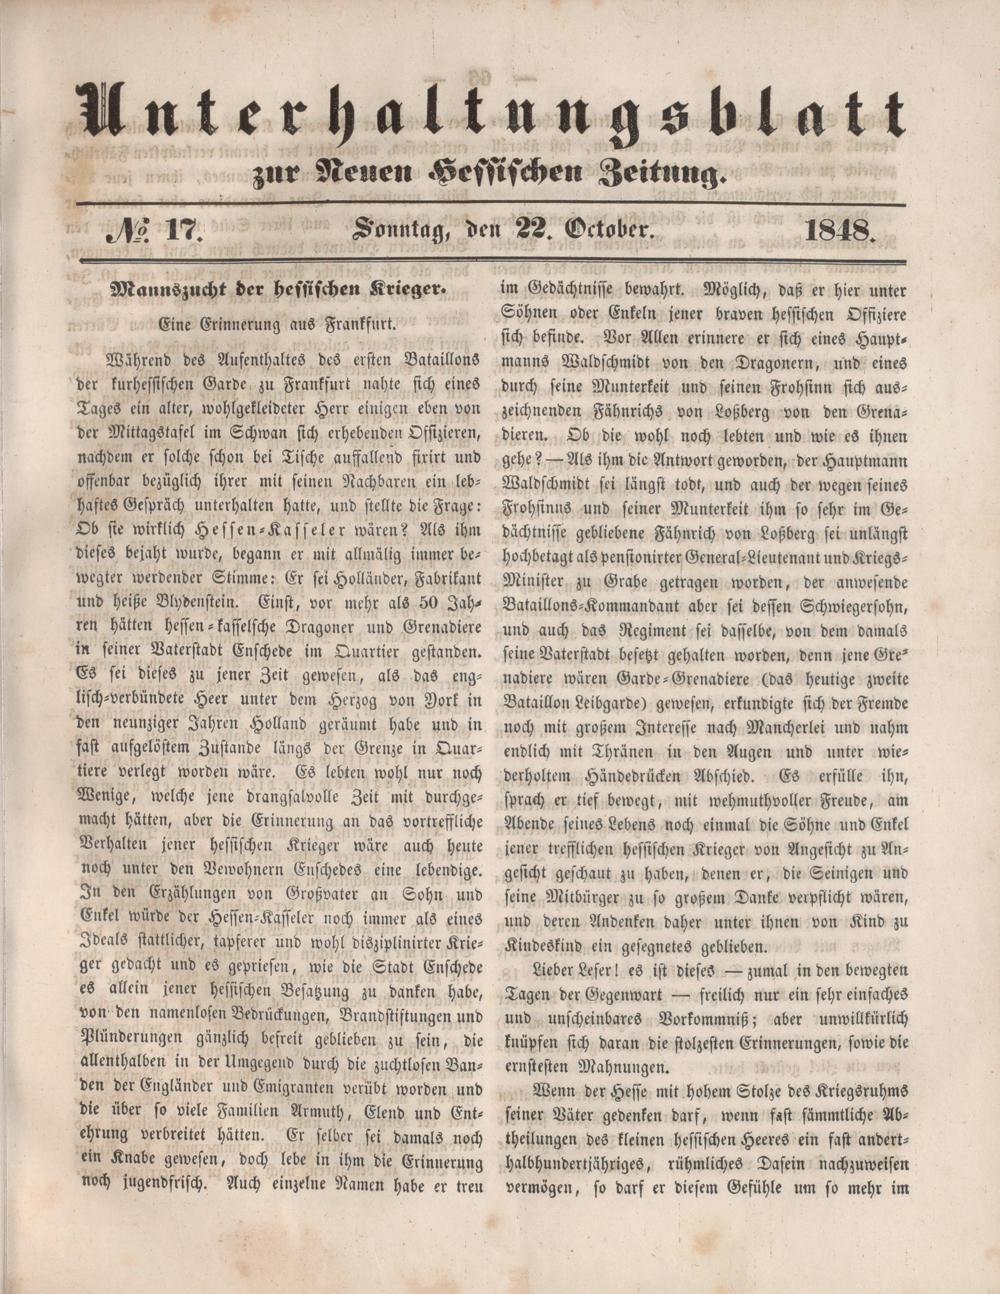 Unterhaltungsblatt
zur Neuen Hessischen Zeitung.
No. 17. Sonntag, den 22. October. 1848.
Mannszucht der hessischen Krieger.
Eine Erinnerung aus Frankfurt.
Während des Aufenthaltes des ersten Bataillons
der kurhessischen Garde zu Frankfurt nahte sich eines
Tages ein alter, wohlgekleideter Herr einigen eben von
der Mittagstafel im Schwan sich erhebenden Offizieren,
nachdem er solche schon bei Tische auffallend fixirt und
offenbar bezüglich ihrer mit seinen Nachbaren ein leb-
haftes Gespräch unterhalten hatte, und stellte die Frage:
Ob sie wirklich Hessen-Kasseler wären? Als ihm
dieses bejaht wurde, begann er mit allmälig immer be-
wegter werdender Stimme: Er sei Holländer, Fabrikant
und heiße Blydenstein. Einst, vor mehr als 50 Jah-
ren hätten hessen-kasselsche Dragoner und Grenadiere
in seiner Vaterstadt Enschede im Quartier gestanden.
Es sei dieses zu jener Zeit gewesen, als das eng-
lisch-verbündete Heer unter dem Herzog von York in
den neunziger Jahren Holland geräumt habe und in
fast aufgelöstem Zustande längs der Grenze in Quar-
tiere verlegt worden wäre. Es lebten wohl nur noch
Wenige, welche jene drangsalvolle Zeit mit durchge-
macht hätten, aber die Erinnerung an das vortreffliche
Verhalten jener hessischen Krieger wäre auch heute
noch unter den Bewohnern Enschedes eine lebendige.
In den Erzählungen von Großvater an Sohn und
Enkel würde der Hessen-Kasseler noch immer als eines
Ideals stattlicher, tapferer und wohl disziplinirter Krie-
ger gedacht und es gepriesen, wie die Stadt Enschede
es allein jener hessischen Besatzung zu danken habe,
von den namenlosen Bedrückungen, Brandstiftungen und
Plünderungen gänzlich befreit geblieben zu sein, die
allenthalben in der Umgegend durch die zuchtlosen Ban-
den der Engländer und Emigranten verübt worden und
die über so viele Familien Armuth, Elend und Ent-
ehrung verbreitet hätten. Er selber sei damals noch
ein Knabe gewesen, doch lebe in ihm die Erinnerung
noch jugendfrisch. Auch einzelne Namen habe er treu
im Gedächtnisse bewahrt. Möglich, daß er hier unter
Söhnen oder Enkeln jener braven hessischen Offiziere
sich befinde. Vor Allen erinnere er sich eines Haupt-
manns Waldschmidt von den Dragonern, und eines
durch seine Munterkeit und seinen Frohsinn sich aus-
zeichnenden Fähnrichs von Loßberg von den Grena-
dieren. Ob die wohl noch lebten und wie es ihnen
gehe? — Als ihm die Antwort geworden, der Hauptmann
Waldschmidt sei längst todt, und auch der wegen seines
Frohsinns und seiner Munterkeit ihm so sehr im Ge-
dächtnisse gebliebene Fähnrich von Loßberg sei unlängst
hochbetagt als pensionirter General-Lieutenant und Kriegs-
Minister zu Grabe getragen worden, der anwesende
Bataillons-Kommandant aber sei dessen Schwiegersohn,
und auch das Regiment sei dasselbe, von dem damals
seine Vaterstadt besetzt gehalten worden, denn jene Gre-
nadiere wären Garde-Grenadiere (das heutige zweite
Bataillon Leibgarde) gewesen, erkundigte sich der Fremde
noch mit großem Interesse nach Mancherlei und nahm
endlich mit Thränen in den Augen und unter wie-
derholtem Händedrücken Abschied. Es erfülle ihn,
sprach er tief bewegt, mit wehmuthvoller Freude, am
Abende seines Lebens noch einmal die Söhne und Enkel
jener trefflichen hessischen Krieger von Angesicht zu An-
gesicht geschaut zu haben, denen er, die Seinigen und
seine Mitbürger zu so großem Danke verpflicht wären,
und deren Andenken daher unter ihnen von Kind zu
Kindeskind ein gesegnetes geblieben.
Lieber Leser! es ist dieses — zumal in den bewegten
Tagen der Gegenwart — freilich nur ein sehr einfaches
und unscheinbares Vorkommniß; aber unwillkürlich
knüpfen sich daran die stolzesten Erinnerungen, sowie die
ernstesten Mahnungen.
Wenn der Hesse mit hohem Stolze des Kriegsruhms
seiner Väter gedenken darf, wenn fast sämmtliche Ab-
theilungen des kleinen hessischen Heeres ein fast andert-
halbhundertjähriges, rühmliches Dasein nachzuweisen
vermögen, so darf er diesem Gefühle um so mehr im